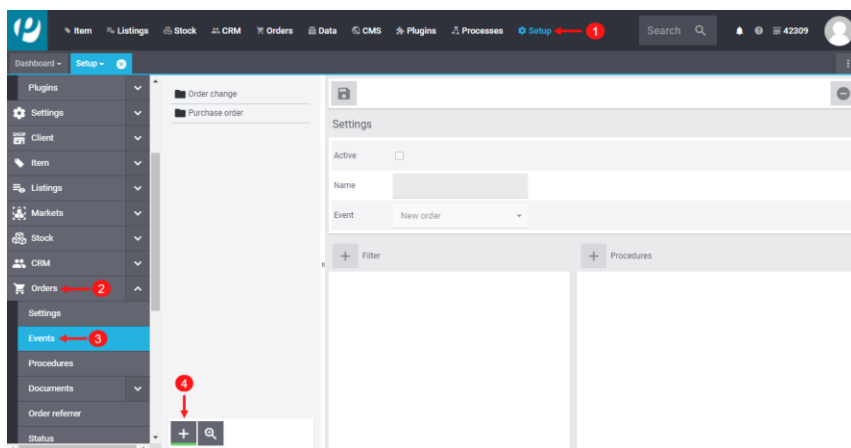 Item Listings Stock CRM Orders Data CMS Plugins Processes Setup 1 Search 42309
Dashboard Setup
Plugins
Settings
SHOP
Client
Item
Listings
Markets
Stock
CRM
Orders 2
Settings
Events 3
Procedures
Documents
Order referrer
Status
Order change
Purchase order
4
Settings
Active
Name
Event New order
Filter
Procedures